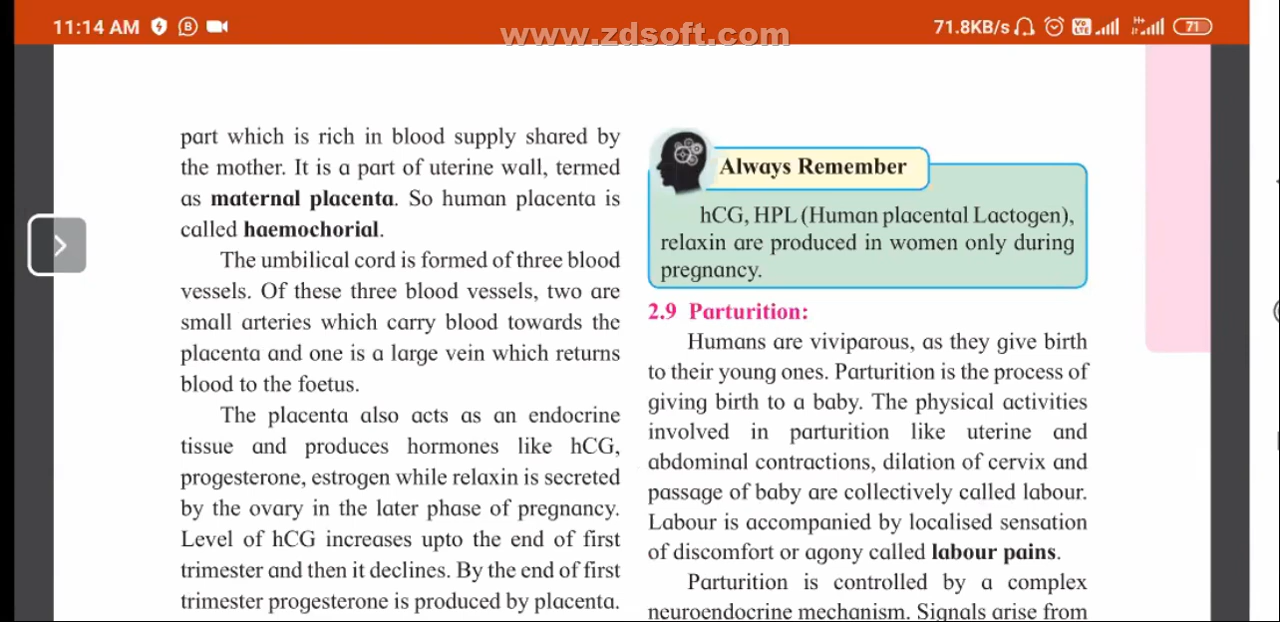 11:14 AM
www.zdsoft.com
71.8KB/s
Vo
LTE
H+
71
part which is rich in blood supply shared by
the mother. It is a part of uterine wall, termed
as maternal placenta. So human placenta is
called haemochorial.
The umbilical cord is formed of three blood
vessels. Of these three blood vessels, two are
small arteries which carry blood towards the
placenta and one is a large vein which returns
blood to the foetus.
The placenta also acts as an endocrine
tissue and produces hormones like hCG,
progesterone, estrogen while relaxin is secreted
by the ovary in the later phase of pregnancy.
Level of hCG increases upto the end of first
trimester and then it declines. By the end of first
trimester progesterone is produced by placenta.
Always Remember
hCG, HPL (Human placental Lactogen),
relaxin are produced in women only during
pregnancy.
2.9 Parturition:
Humans are viviparous, as they give birth
to their young ones. Parturition is the process of
giving birth to a baby. The physical activities
involved in parturition like uterine and
abdominal contractions, dilation of cervix and
passage of baby are collectively called labour.
Labour is accompanied by localised sensation
of discomfort or agony called labour pains.
Parturition is controlled by a complex
neuroendocrine mechanism. Signals arise from